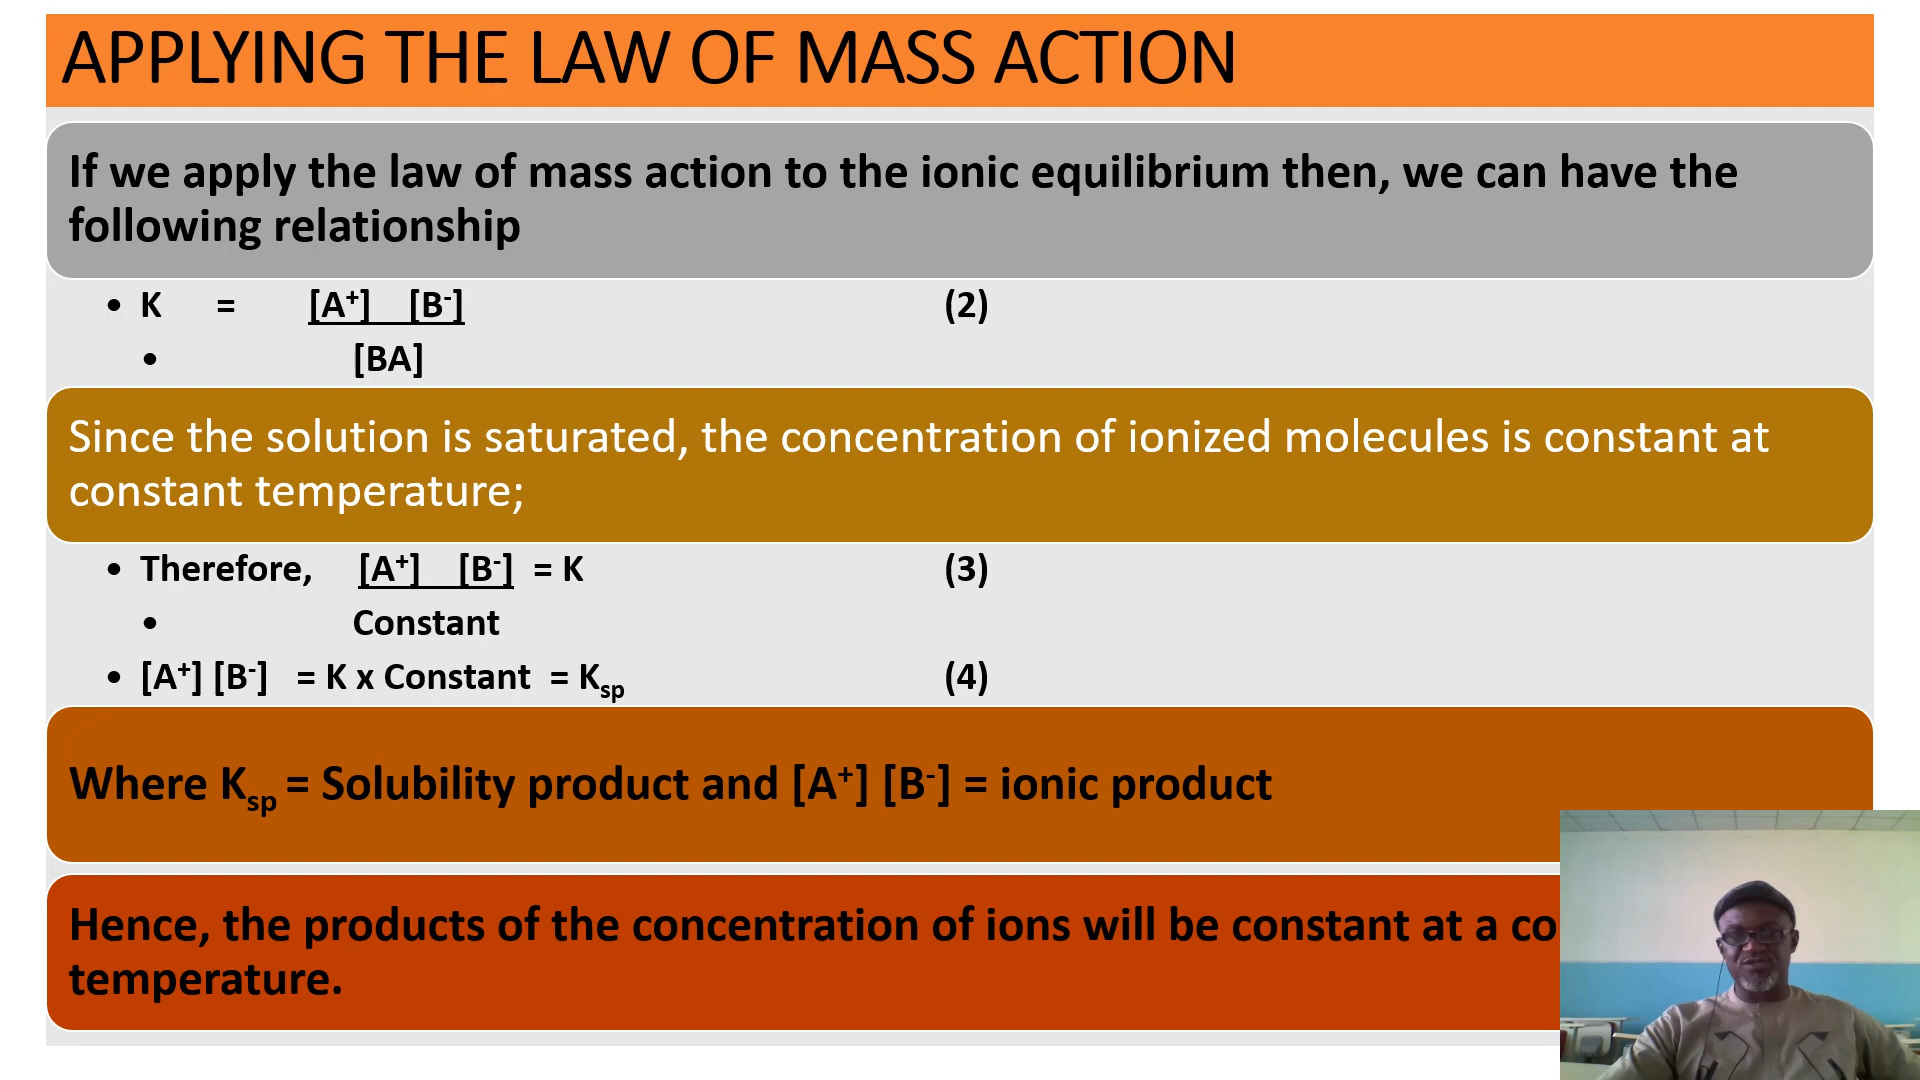 APPLYING THE LAW OF MASS ACTION
If we apply the law of mass action to the ionic equilibrium then, we can have the
following relationship
• K = [A⁺] [B⁻] (2)
• [BA]
Since the solution is saturated, the concentration of ionized molecules is constant at
constant temperature;
• Therefore, [A⁺] [B⁻] = K (3)
• Constant
• [A⁺] [B⁻] = K x Constant = Kₛₚ (4)
Where Kₛₚ = Solubility product and [A⁺] [B⁻] = ionic product
Hence, the products of the concentration of ions will be constant at a
temperature.